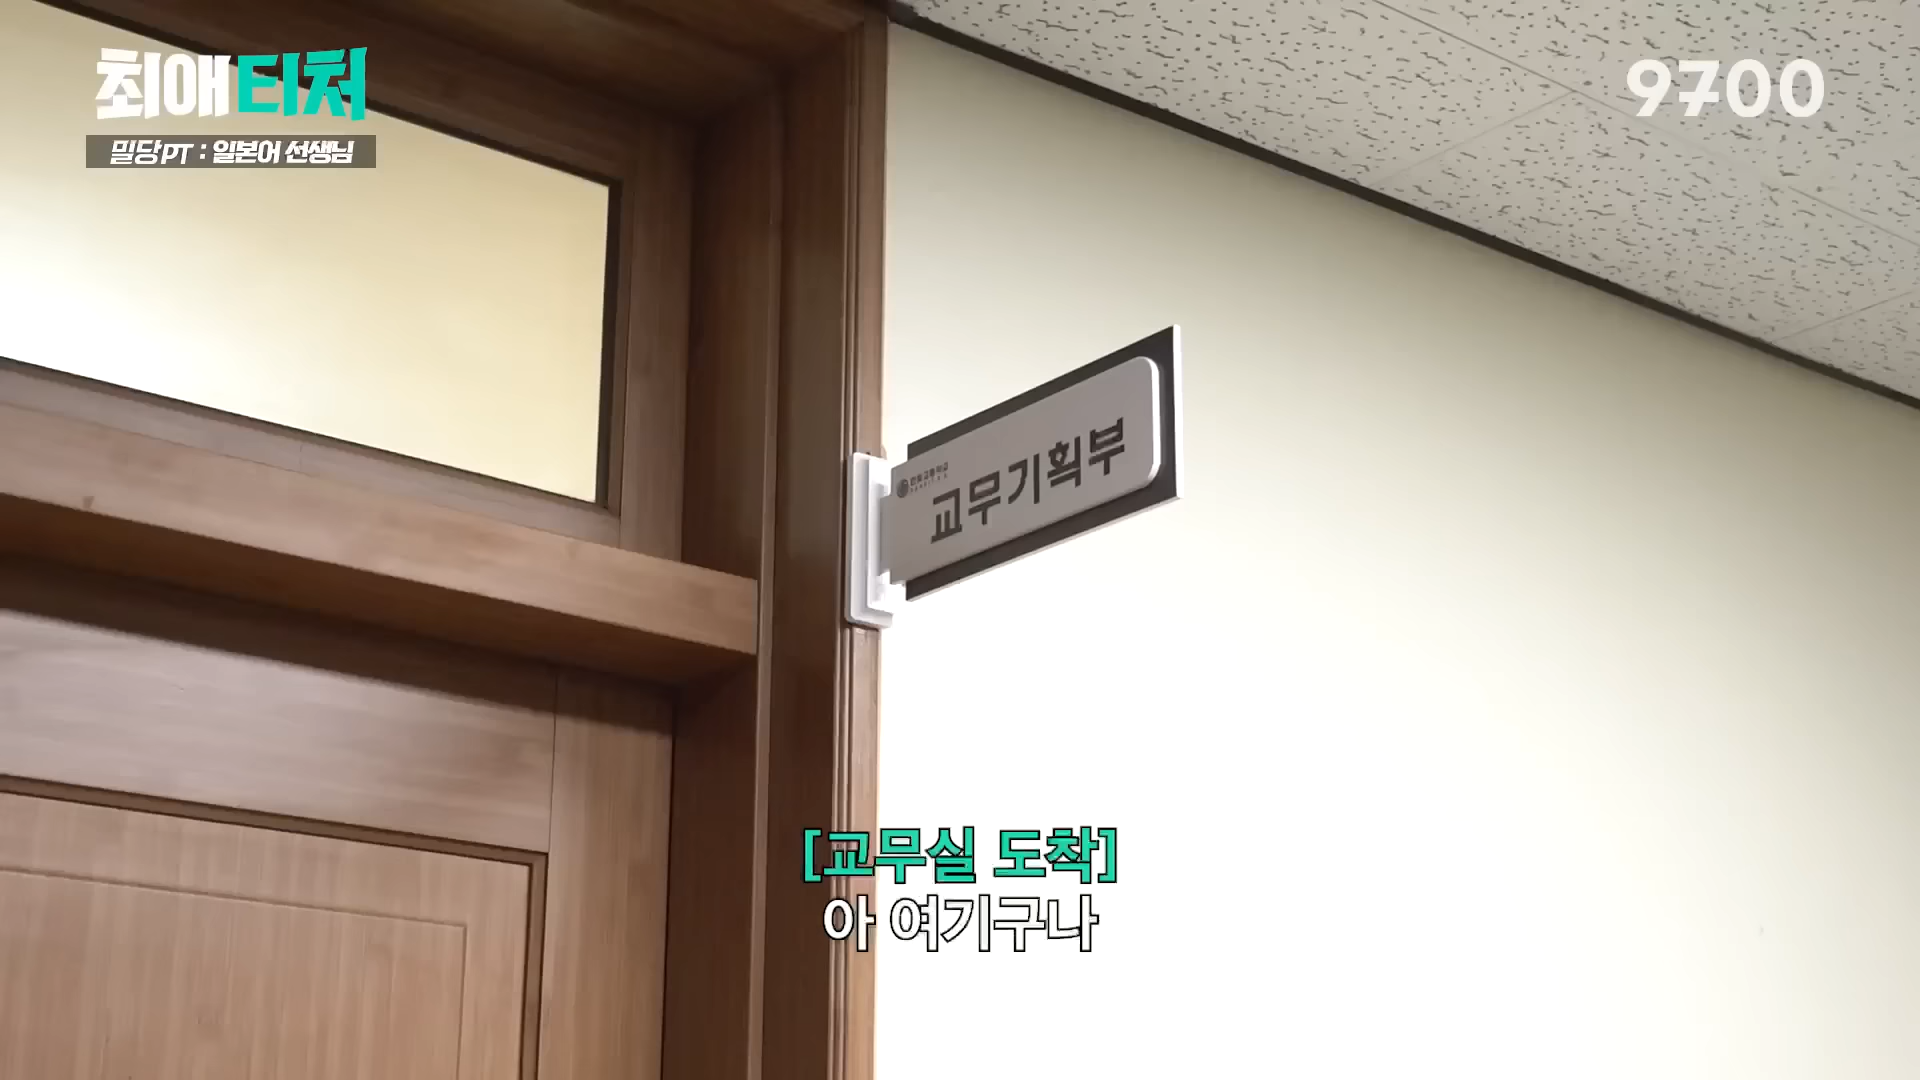 최애티처
밀당PT : 일본어 선생님
9700
교무기획부
[교무실 도착]
아 여기구나